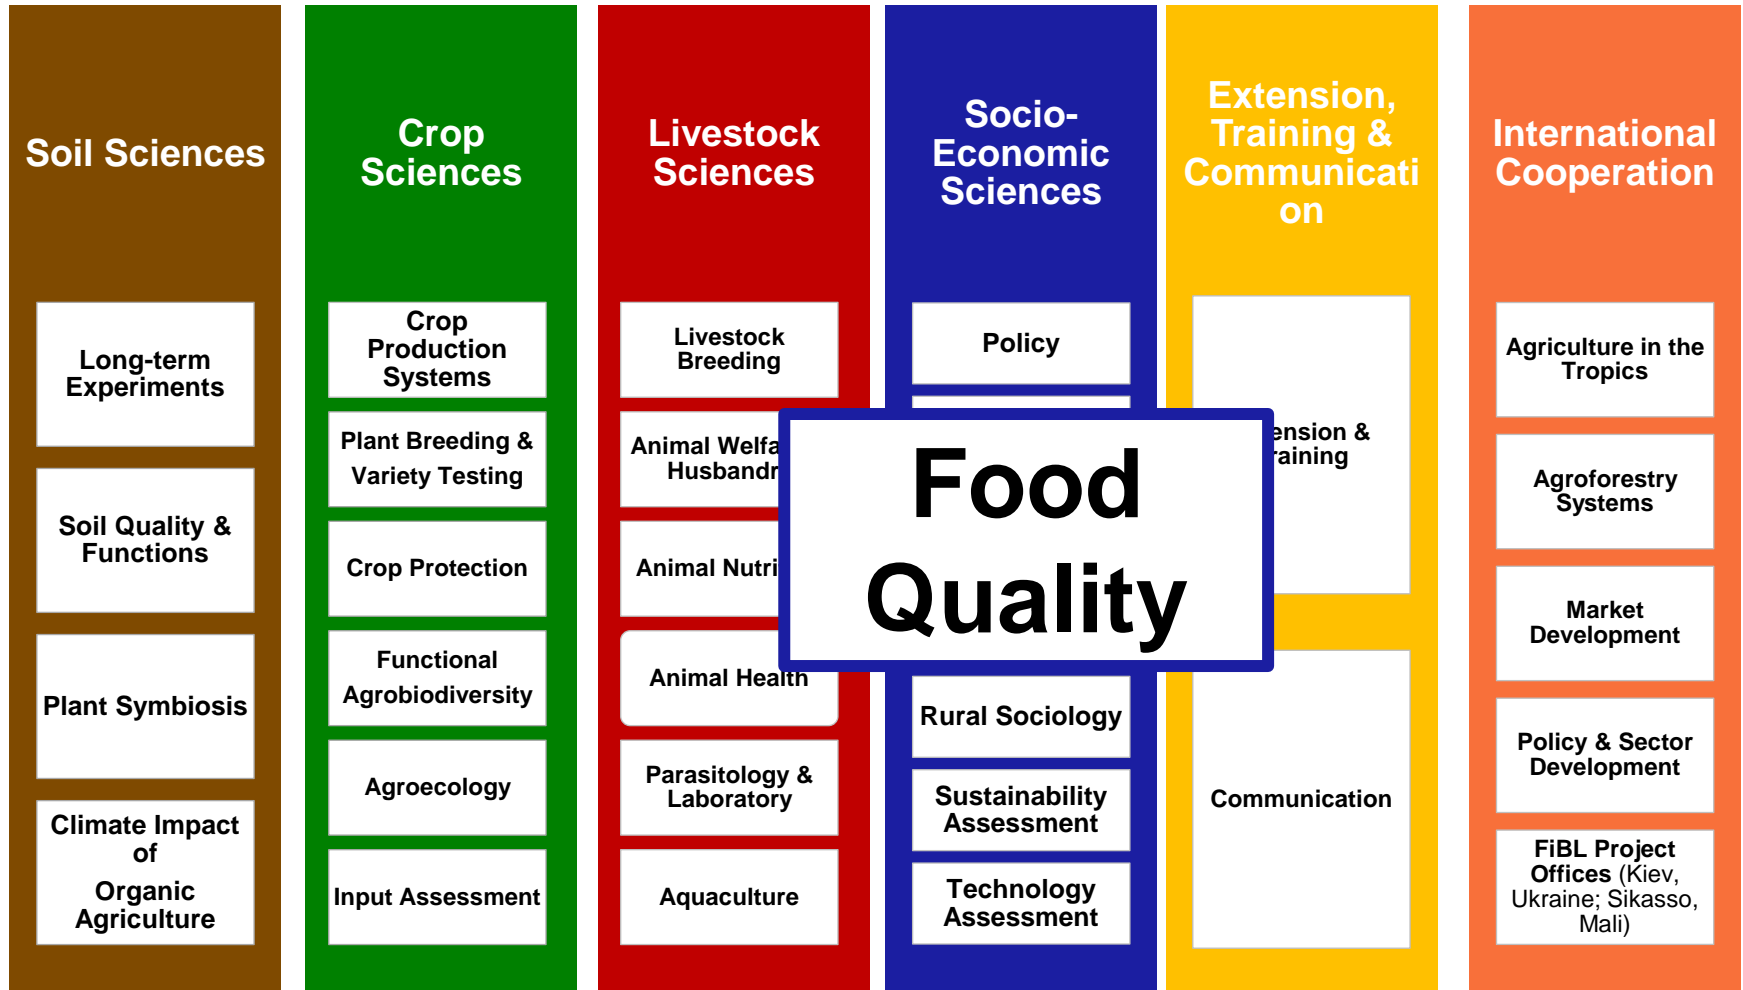 Soil Sciences
Long-term
Experiments
Soil Quality &
Functions
Plant Symbiosis
Climate Impact
of
Organic
Agriculture
Crop
Sciences
Crop
Production
Systems
Plant Breeding &
Variety Testing
Crop Protection
Functional
Agrobiodiversity
Agroecology
Input Assessment
Livestock
Sciences
Livestock
Breeding
Animal
Animal
Animal Health
Parasitology &
Laboratory
Aquaculture
Socio-
Economic
Sciences
Policy
Food
Quality
Rural Sociology
Sustainability
Assessment
Technology
Assessment
Extension,
Training &
Communicati
on
&
Communication
International
Cooperation
Agriculture in the
Tropics
Agroforestry
Systems
Market
Development
Policy & Sector
Development
FiBL Project
Offices (Kiev,
Ukraine; Sikasso,
Mali)